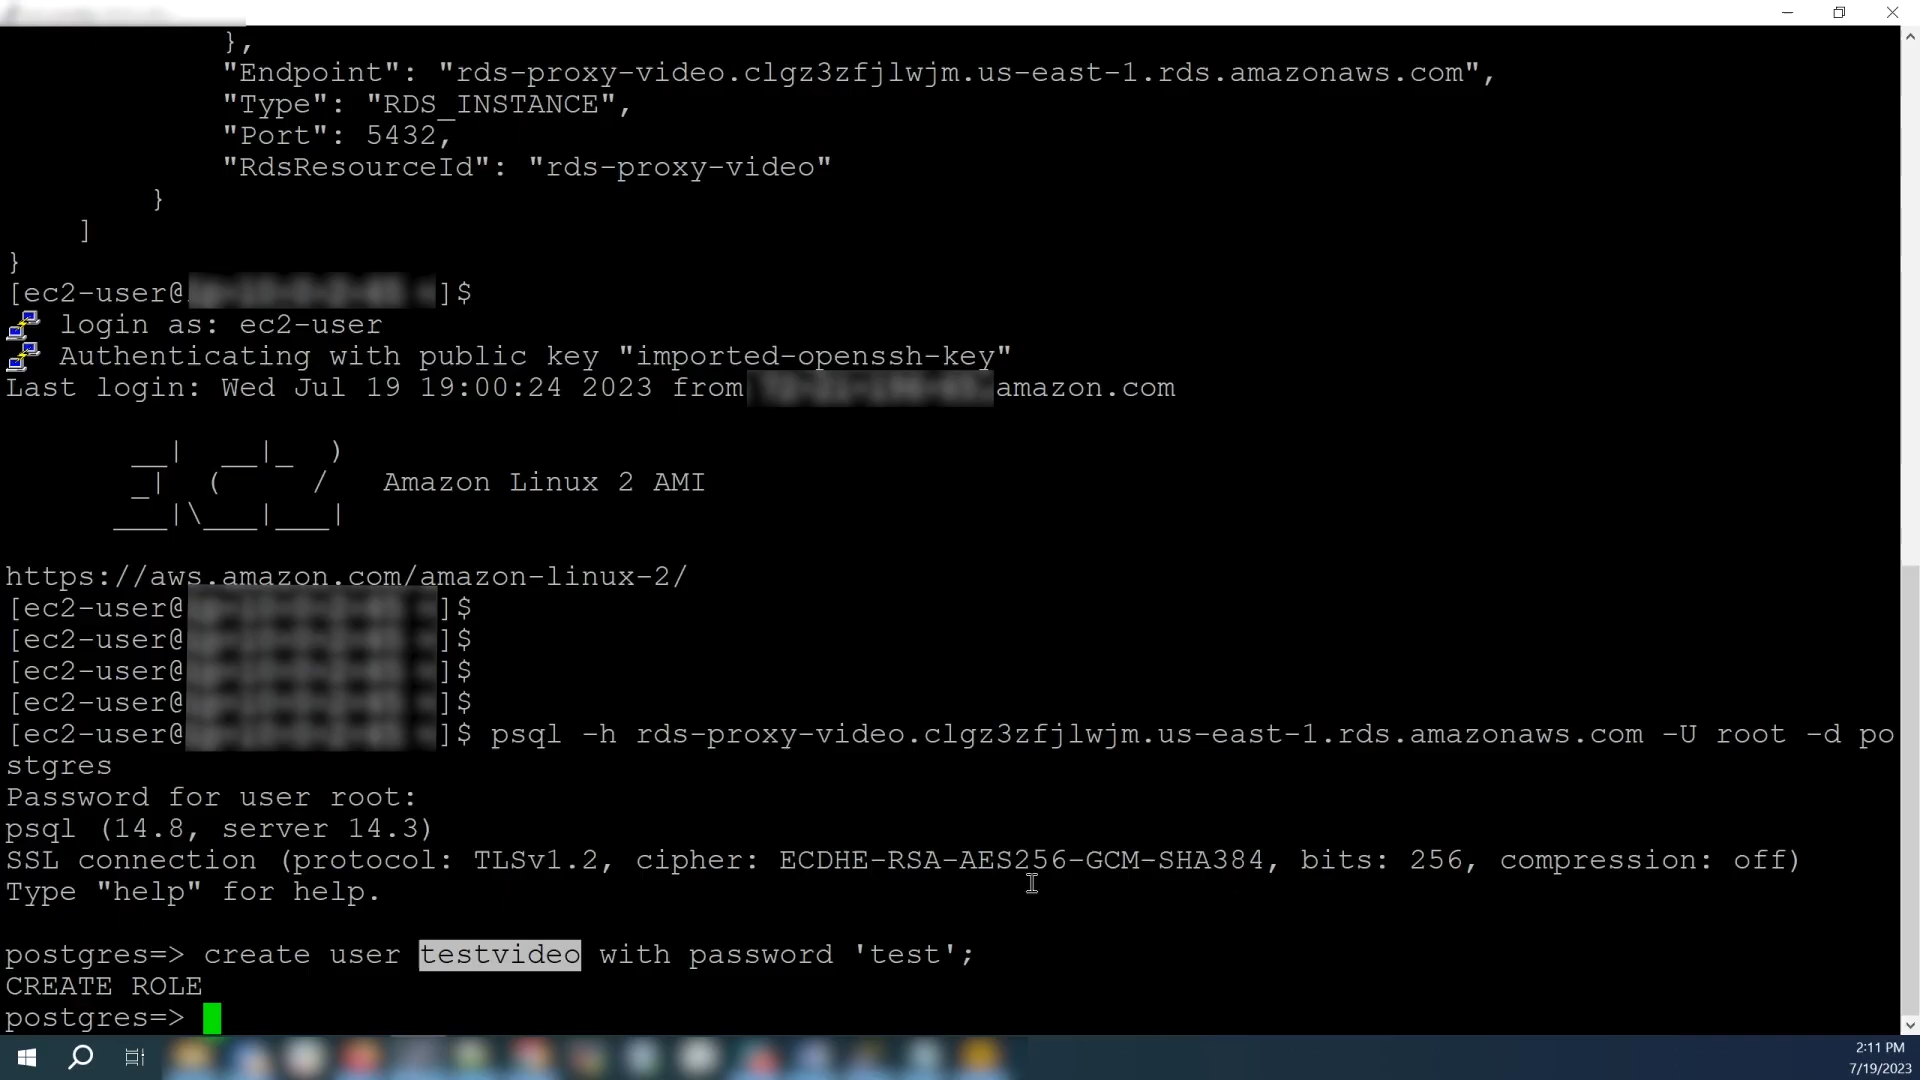 },
"Endpoint": "rds-proxy-video.clgz3zfjlwjm.us-east-1.rds.amazonaws.com",
"Type": "RDS_INSTANCE",
"Port": 5432,
"RdsResourceId": "rds-proxy-video"
}
]
}
[ec2-user@ ]$
login as: ec2-user
Authenticating with public key "imported-openssh-key"
Last login: Wed Jul 19 19:00:24 2023 from amazon.com
__|  __|_  )
_|  (     /   Amazon Linux 2 AMI
___|\___|___|
https://aws.amazon.com/amazon-linux-2/
[ec2-user@ ]$
[ec2-user@ ]$
[ec2-user@ ]$
[ec2-user@ ]$
[ec2-user@ ]$ psql -h rds-proxy-video.clgz3zfjlwjm.us-east-1.rds.amazonaws.com -U root -d po
stgres
Password for user root:
psql (14.8, server 14.3)
SSL connection (protocol: TLSv1.2, cipher: ECDHE-RSA-AES256-GCM-SHA384, bits: 256, compression: off)
Type "help" for help.
postgres=> create user testvideo with password 'test';
CREATE ROLE
postgres=>
2:11 PM
7/19/2023